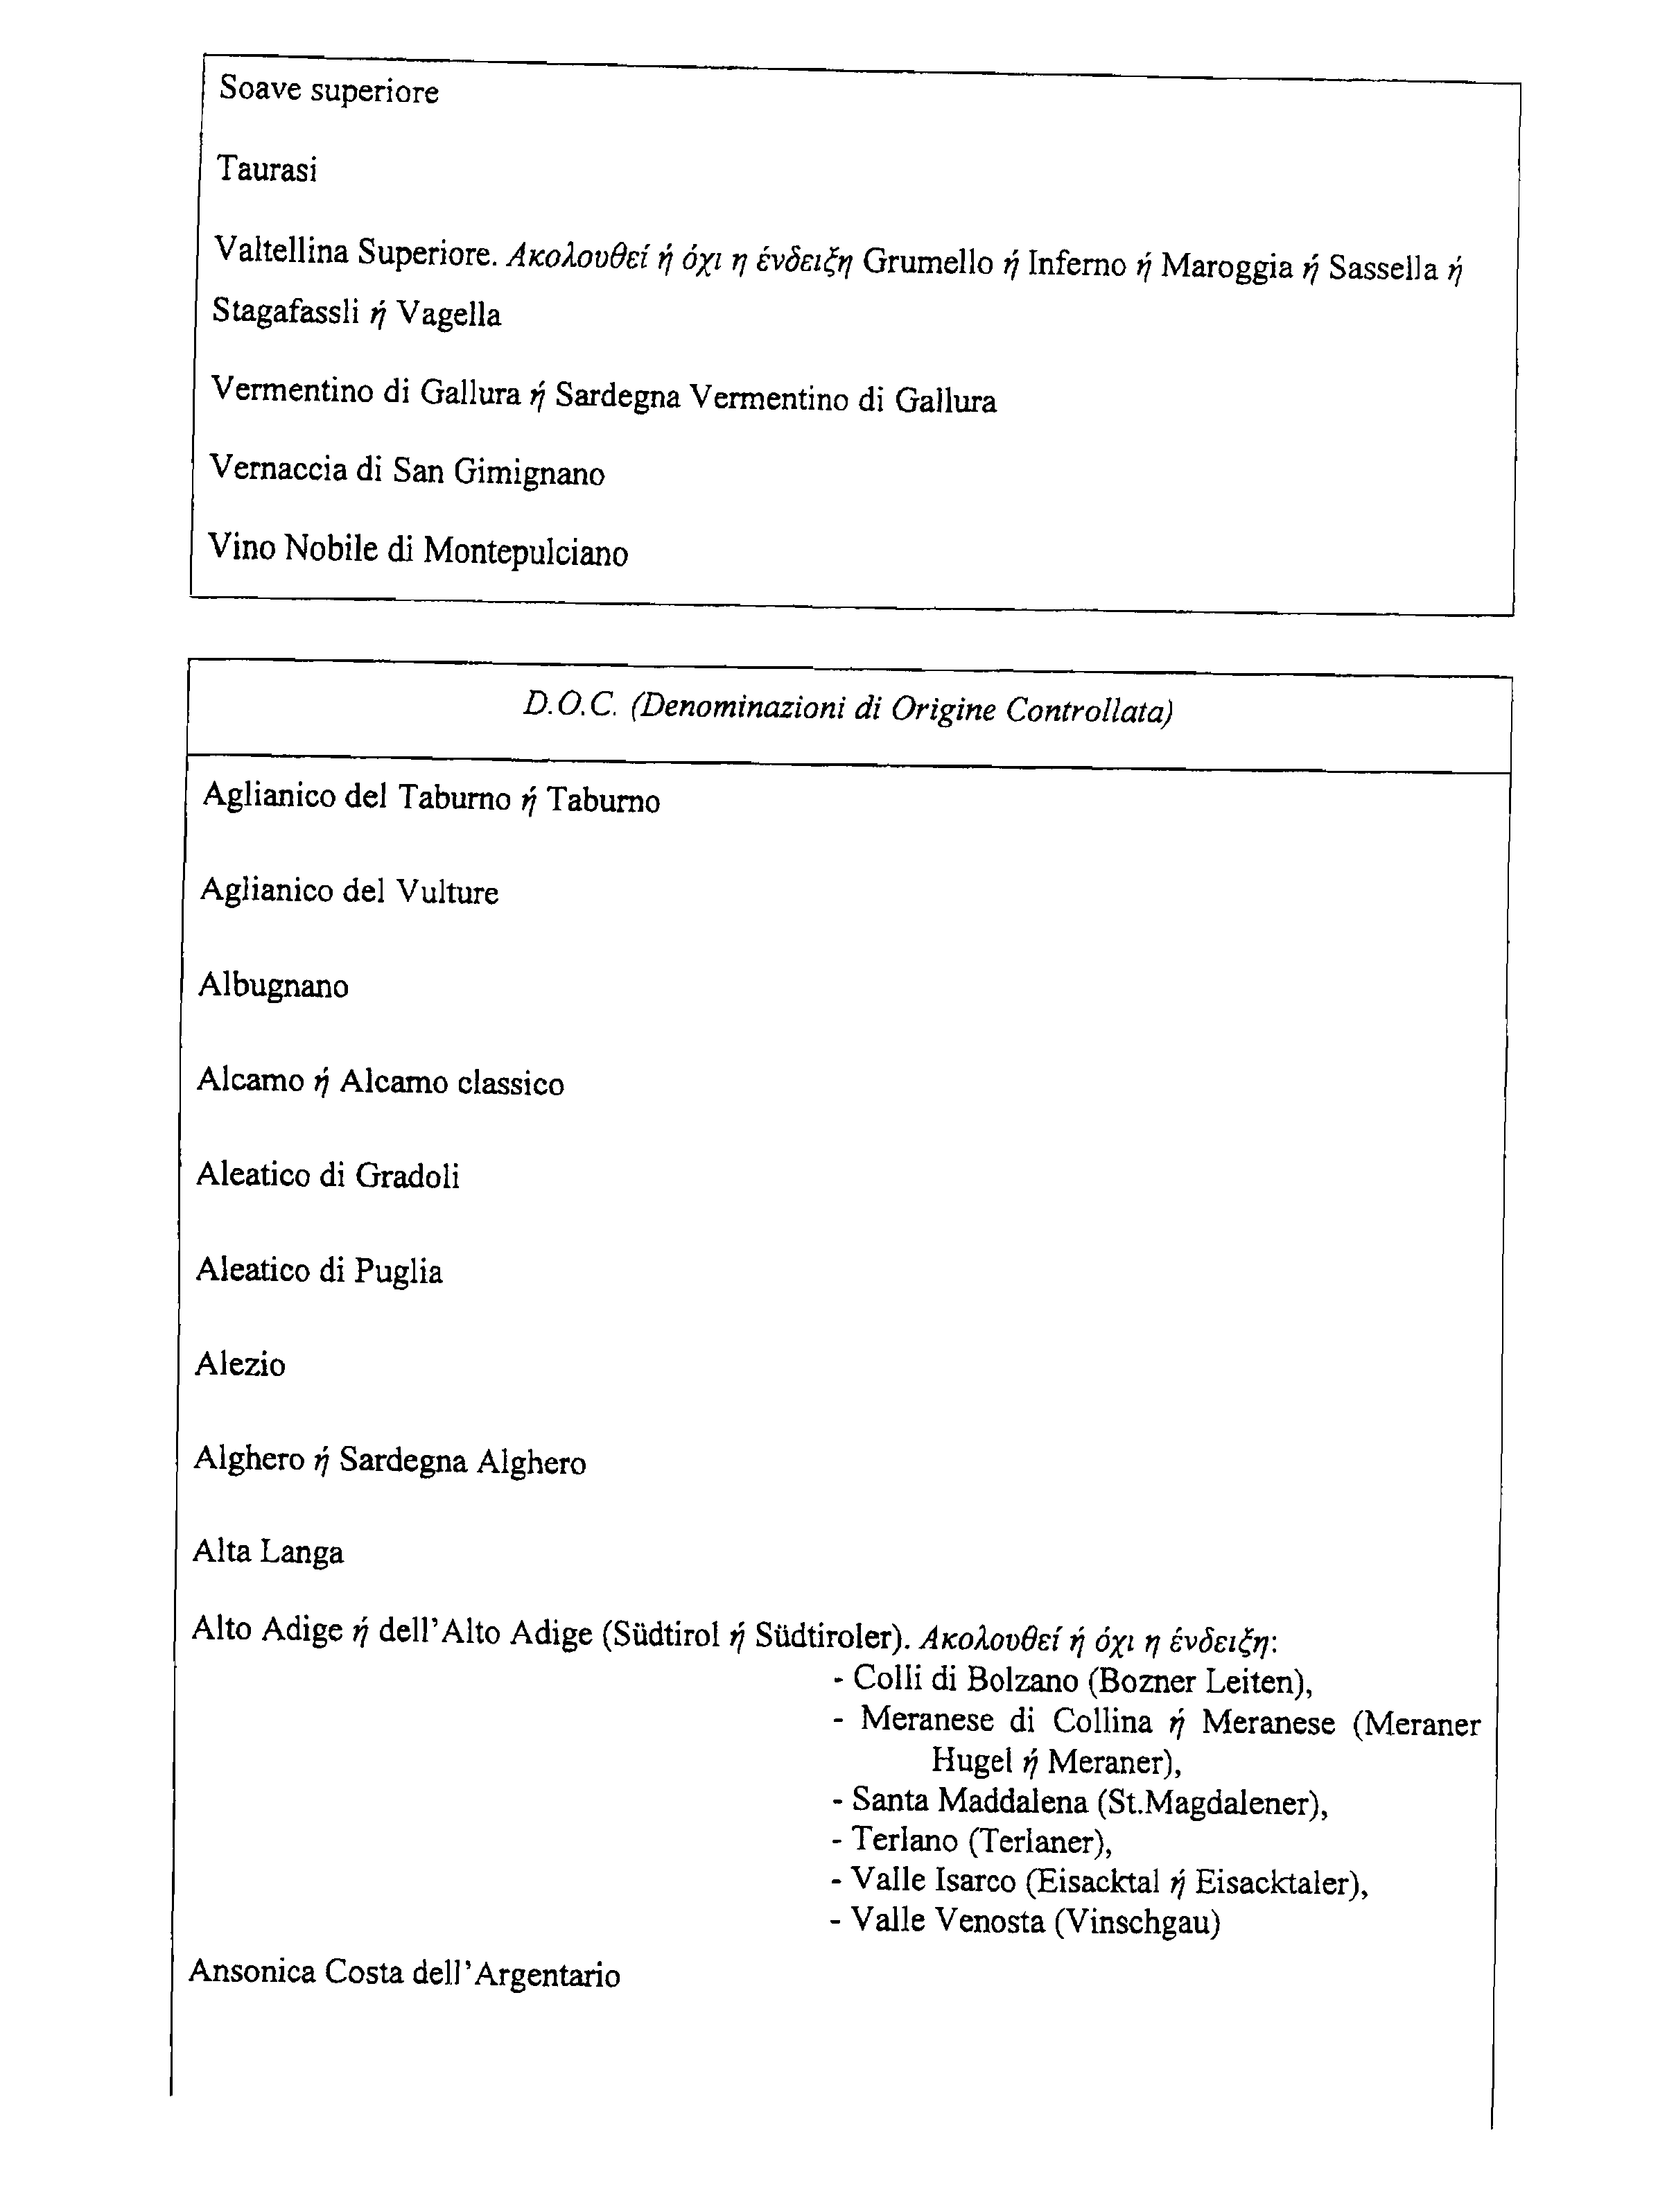 Soave superiore
Taurasi
Valtellina Superiore. Ακολουθεί ή όχι η ένδειξη Grumello ή Inferno ή Maroggia ή Sassella ή
Stagafassli ή Vagella
Vermentino di Gallura ή Sardegna Vermentino di Gallura
Vernaccia di San Gimignano
Vino Nobile di Montepulciano
D.O.C. (Denominazioni di Origine Controllata)
Aglianico del Taburno ή Taburno
Aglianico del Vulture
Albugnano
Alcamo ή Alcamo classico
Aleatico di Gradoli
Aleatico di Puglia
Alezio
Alghero ή Sardegna Alghero
Alta Langa
Alto Adige ή dell'Alto Adige (Südtirol ή Südtiroler). Ακολουθεί ή όχι η ένδειξη:
- Colli di Bolzano (Bozner Leiten),
- Meranese di Collina ή Meranese (Meraner
Hugel ή Meraner),
- Santa Maddalena (St.Magdalener),
- Terlano (Terlaner),
- Valle Isarco (Eisacktal ή Eisacktaler),
- Valle Venosta (Vinschgau)
Ansonica Costa dell'Argentario